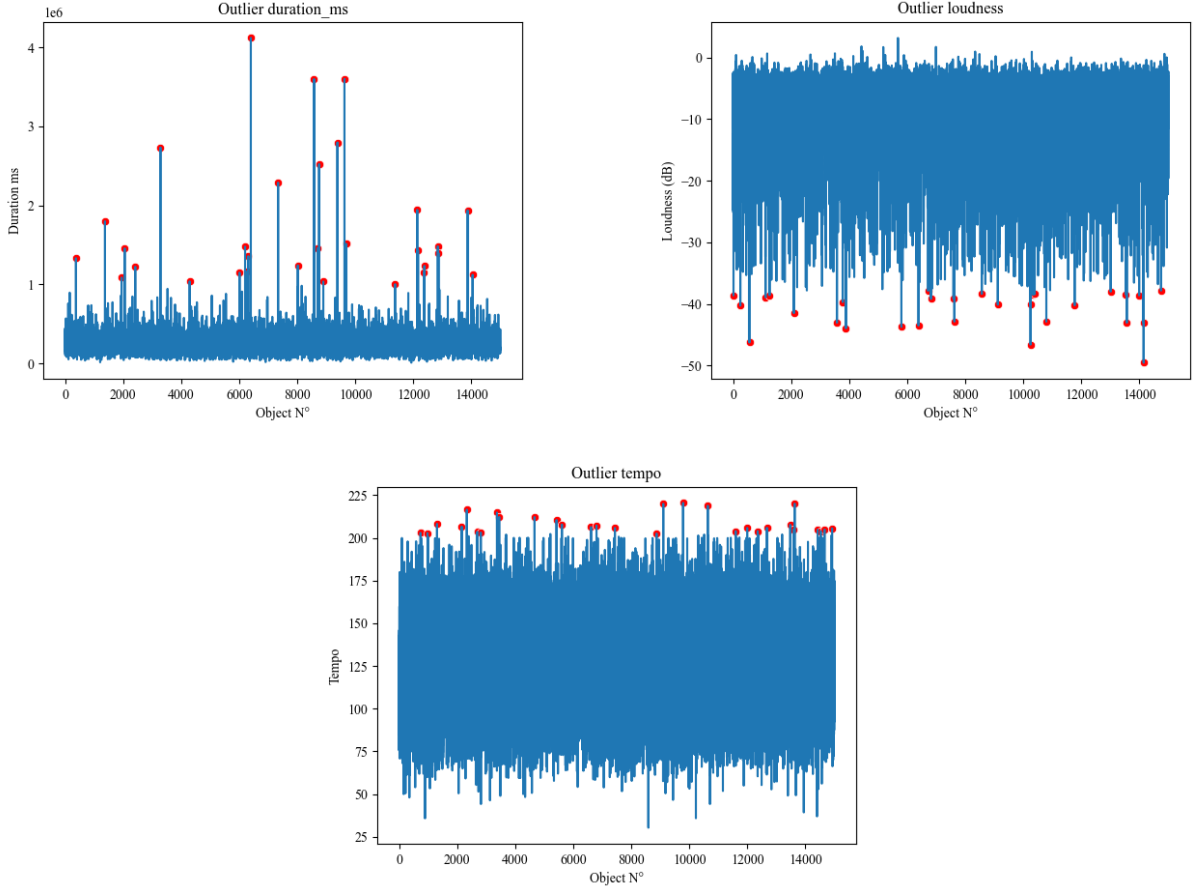 Outlier duration_ms
1e6
4
3
2
1
0
Duration ms
0 2000 4000 6000 8000 10000 12000 14000
Object N°
Outlier loudness
0
−10
−20
−30
−40
−50
Loudness (dB)
0 2000 4000 6000 8000 10000 12000 14000
Object N°
Outlier tempo
225
200
175
150
125
100
75
50
25
Tempo
0 2000 4000 6000 8000 10000 12000 14000
Object N°